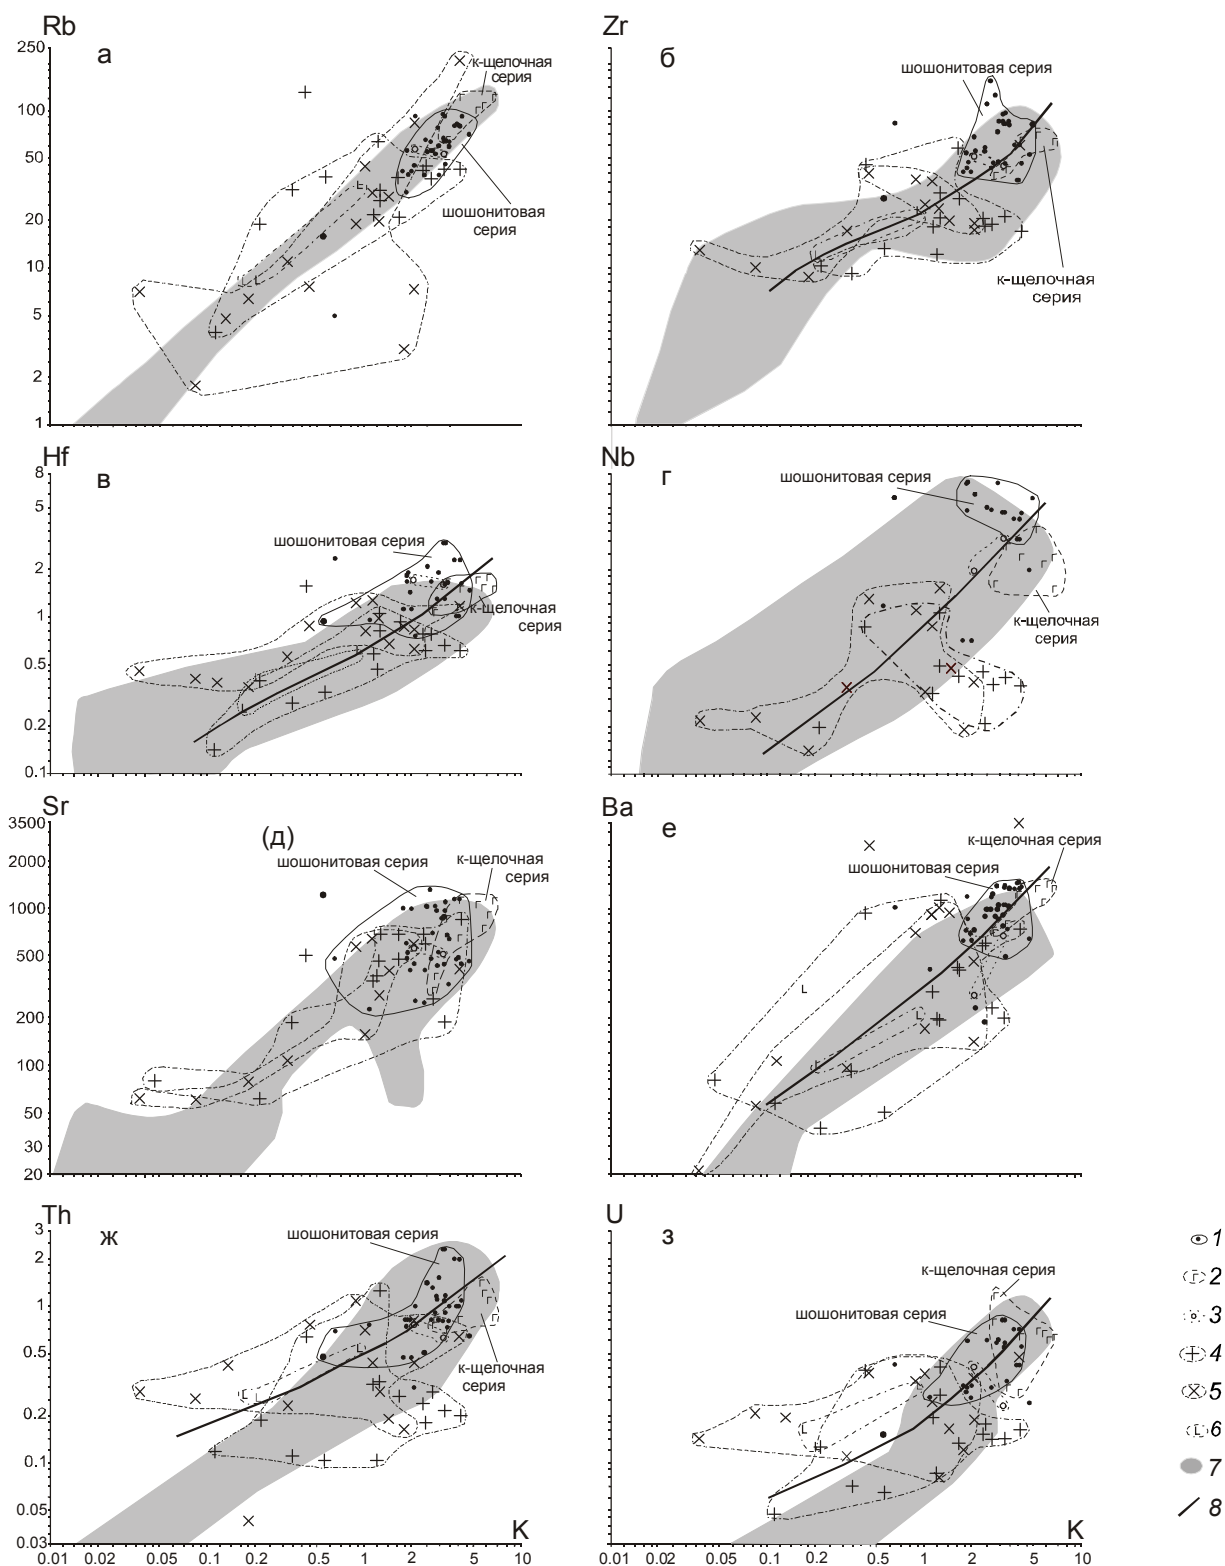 Rb
Zr
а
б
250
100
50
20
10
5
2
1
к-щелочная
серия
шошонитовая
серия
шошонитовая серия
к-щелочная
серия
Hf
Nb
в
г
8
5
2
1
0.5
0.2
0.1
шошонитовая серия
к-щелочная
серия
шошонитовая серия
к-щелочная
серия
Sr
Ba
(д)
е
3500
2000
1000
500
200
100
50
30
20
шошонитовая серия
к-щелочная
серия
к-щелочная серия
шошонитовая серия
Th
U
ж
з
3
2
1
0.5
0.2
0.1
0.05
0.03
шошонитовая серия
к-щелочная
серия
к-щелочная серия
шошонитовая серия
K
K
0.01 0.02 0.05 0.1 0.2 0.5 1 2 5 10
0.01 0.02 0.05 0.1 0.2 0.5 1 2 5 10
1
2
3
4
5
6
7
8